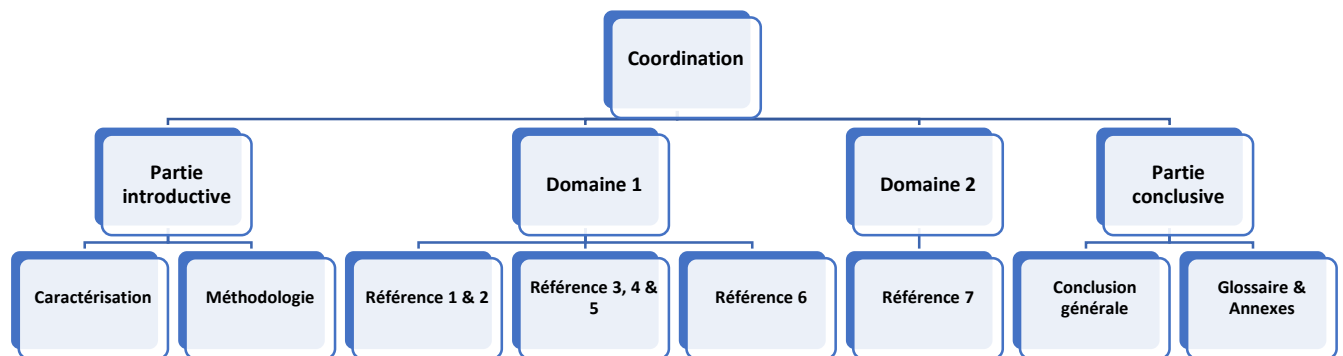 Coordination
Partie
introductive
Domaine 1
Domaine 2
Partie
conclusive
Caractérisation
Méthodologie
Référence 1 & 2
Référence 3, 4 &
5
Référence 6
Référence 7
Conclusion
générale
Glossaire &
Annexes